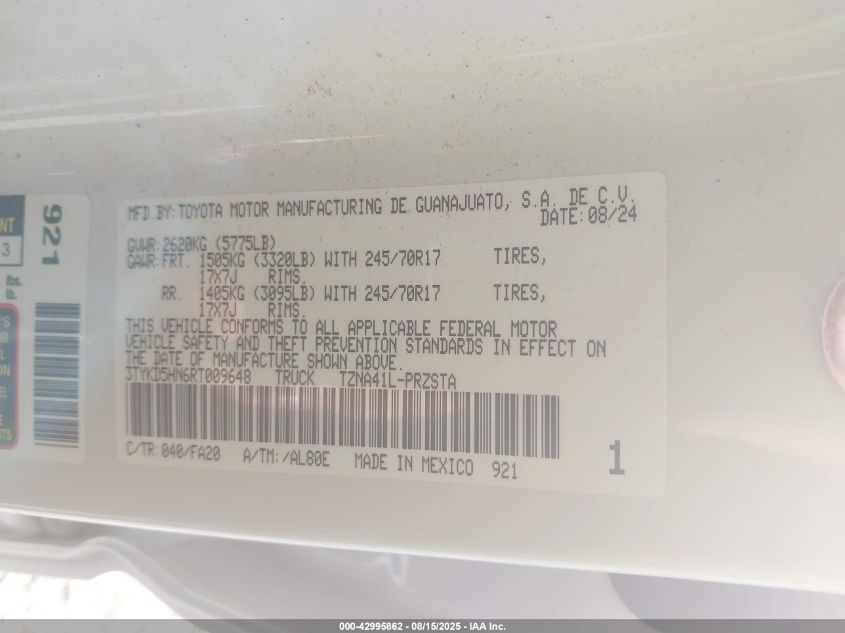 NT
3
lbs.
lb.
921
MFD.BY:TOYOTA MOTOR MANUFACTURING DE GUANAJUATO, S.A. DE C.V.
DATE:08/24
GVWR:2620KG (5775LB)
GAWR:FRT. 1505KG (3320LB) WITH 245/70R17 TIRES,
17X7J RIMS.
RR. 1405KG (3095LB) WITH 245/70R17 TIRES,
17X7J RIMS.
THIS VEHICLE CONFORMS TO ALL APPLICABLE FEDERAL MOTOR
VEHICLE SAFETY AND THEFT PREVENTION STANDARDS IN EFFECT ON
THE DATE OF MANUFACTURE SHOWN ABOVE.
3TYKD5HN6RT009648 TRUCK TZNA41L-PRZSTA
C/TR:040/FA20 A/TM:/AL80E MADE IN MEXICO 921
1
000-42995862 - 08/15/2025 - IAA Inc.